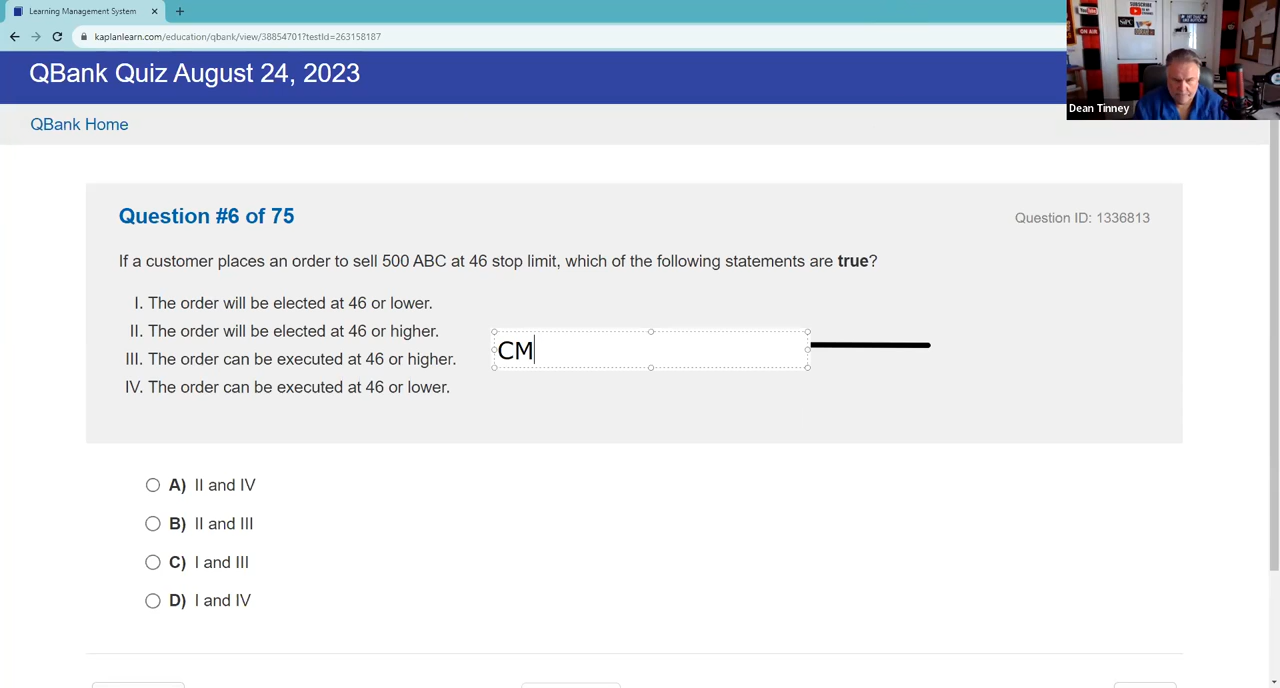 Learning Management System
kaplanlearn.com/education/qbank/view/38854701?testId=263158187
YouTube
SUBSCRIBE
SIPC
ON AIR
Dean Tinney
QBank Quiz August 24, 2023
QBank Home
Question #6 of 75
Question ID: 1336813
If a customer places an order to sell 500 ABC at 46 stop limit, which of the following statements are true?
I. The order will be elected at 46 or lower.
II. The order will be elected at 46 or higher.
III. The order can be executed at 46 or higher.
IV. The order can be executed at 46 or lower.
CM
A) II and IV
B) II and III
C) I and III
D) I and IV